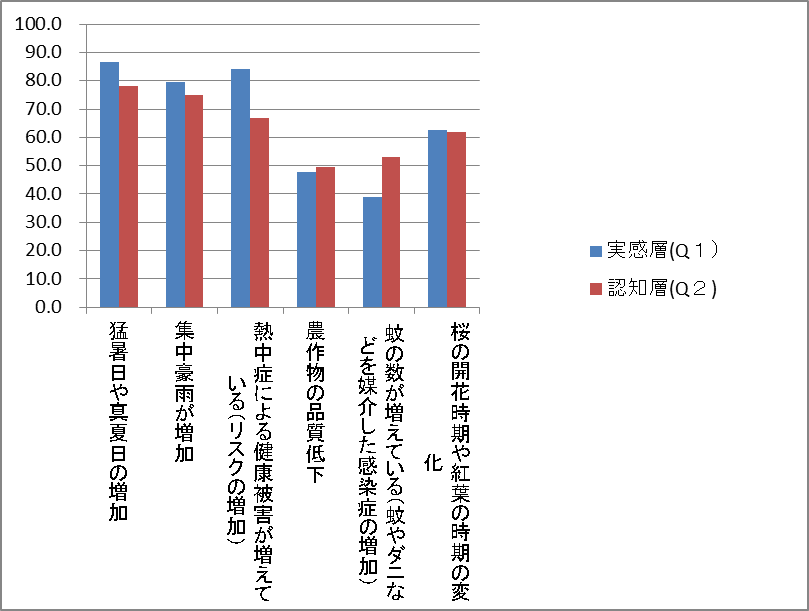 100.0
90.0
80.0
70.0
60.0
50.0
40.0
30.0
20.0
10.0
0.0
猛暑日や真夏日の増加
集中豪雨が増加
熱中症による健康被害が増えて
いる(リスクの増加)
農作物の品質低下
蚊の数が増えている(蚊やダニな
どを媒介した感染症の増加)
桜の開花時期や紅葉の時期の変
化
実感層(Q１)
認知層(Q２)